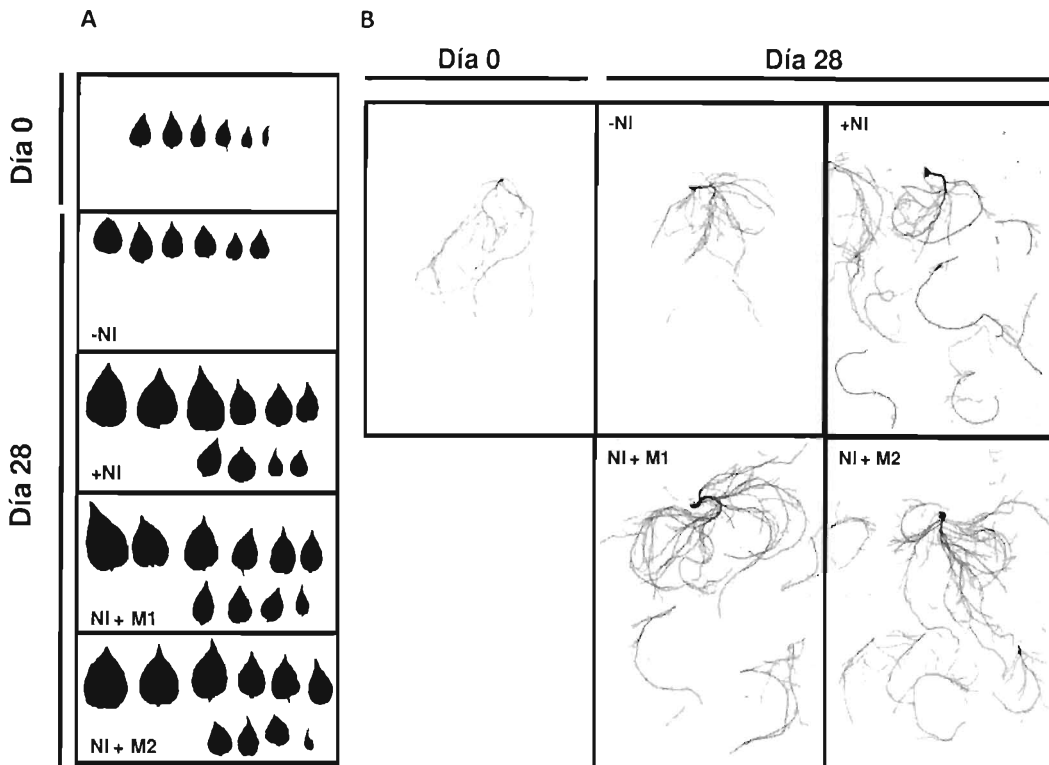 A
Día 0
Día 28
-NI
+NI
NI + M1
NI + M2
B
Día 0
Día 28
-NI
+NI
NI + M1
NI + M2